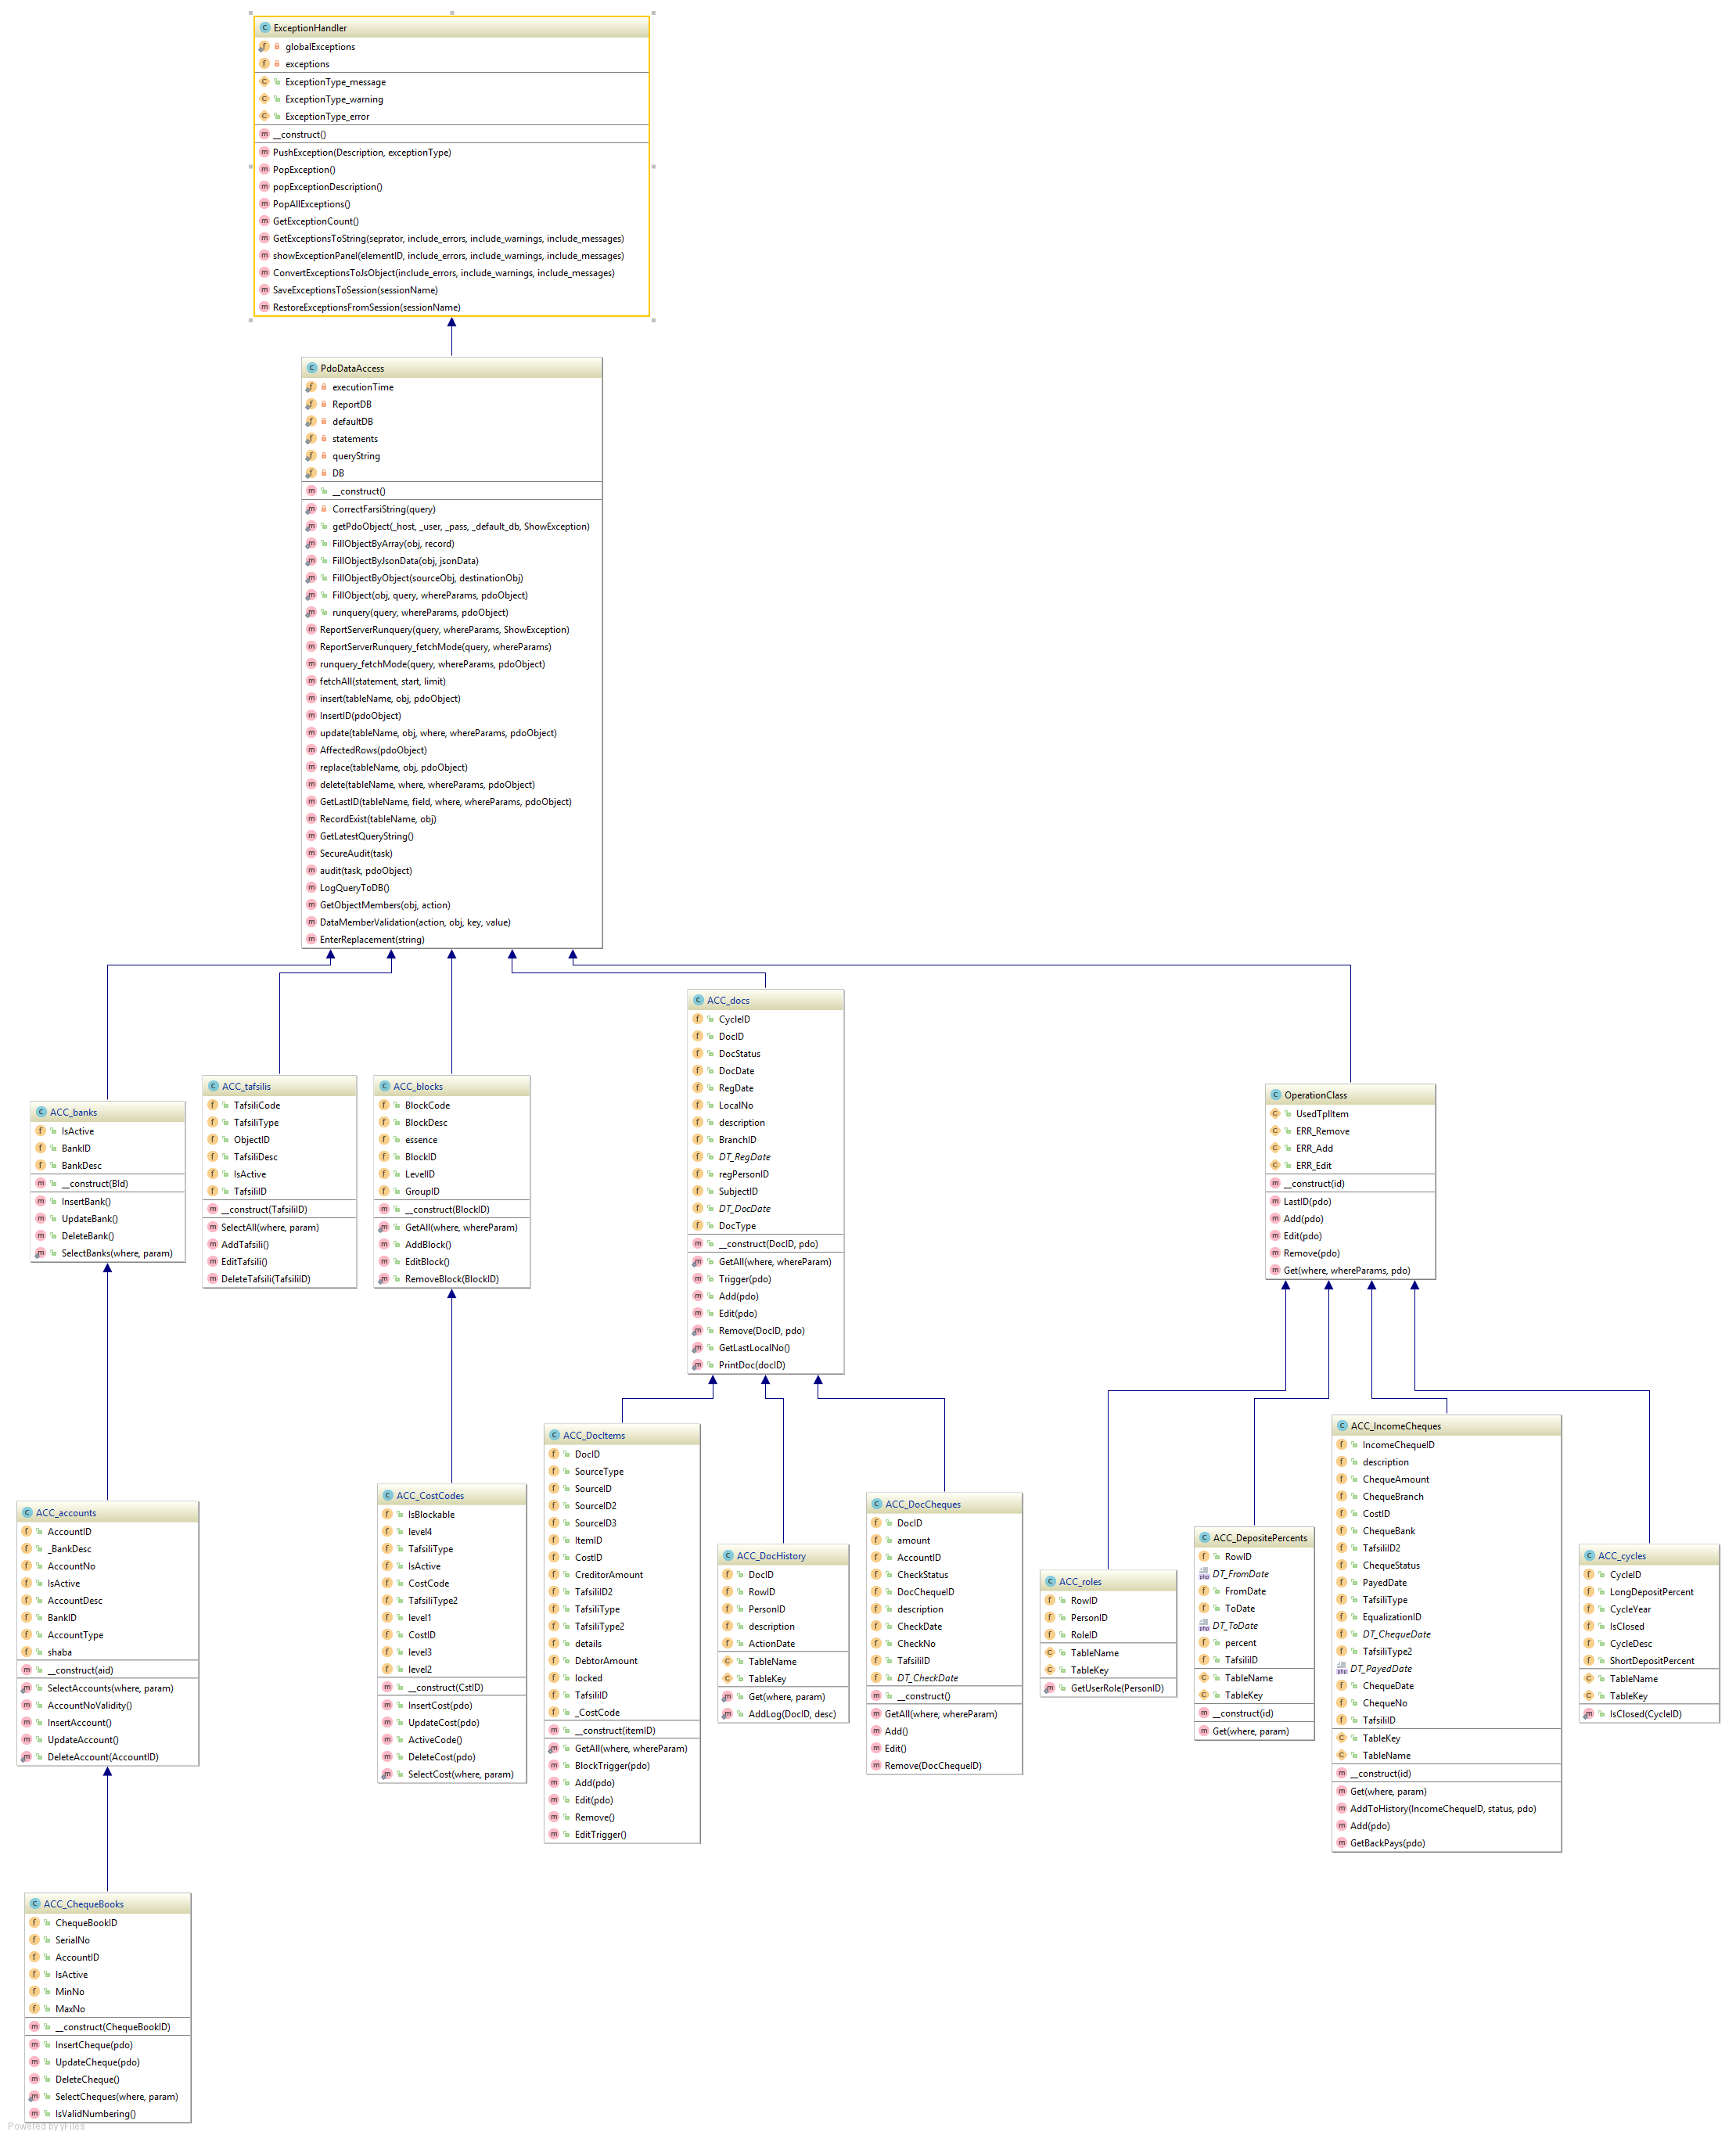 ExceptionHandler
globalExceptions
exceptions
ExceptionType_message
ExceptionType_warning
ExceptionType_error
__construct()
PushException(Description, exceptionType)
PopException()
popExceptionDescription()
PopAllExceptions()
GetExceptionCount()
GetExceptionsToString(seprator, include_errors, include_warnings, include_messages)
showExceptionPanel(elementID, include_errors, include_warnings, include_messages)
ConvertExceptionsToJsObject(include_errors, include_warnings, include_messages)
SaveExceptionsToSession(sessionName)
RestoreExceptionsFromSession(sessionName)
PdoDataAccess
executionTime
ReportDB
defaultDB
statements
queryString
DB
__construct()
CorrectFarsiString(query)
getPdoObject(_host, _user, _pass, _default_db, ShowException)
FillObjectByArray(obj, record)
FillObjectByJsonData(obj, jsonData)
FillObjectByObject(sourceObj, destinationObj)
FillObject(obj, query, whereParams, pdoObject)
runquery(query, whereParams, pdoObject)
ReportServerRunquery(query, whereParams, ShowException)
ReportServerRunquery_fetchMode(query, whereParams)
runquery_fetchMode(query, whereParams, pdoObject)
fetchAll(statement, start, limit)
insert(tableName, obj, pdoObject)
InsertID(pdoObject)
update(tableName, obj, where, whereParams, pdoObject)
AffectedRows(pdoObject)
replace(tableName, obj, pdoObject)
delete(tableName, where, whereParams, pdoObject)
GetLastID(tableName, field, where, whereParams, pdoObject)
RecordExist(tableName, obj)
GetLatestQueryString()
SecureAudit(task)
audit(task, pdoObject)
LogQueryToDB()
GetObjectMembers(obj, action)
DataMemberValidation(action, obj, key, value)
EnterReplacement(string)
ACC_banks
IsActive
BankID
BankDesc
__construct(BId)
InsertBank()
UpdateBank()
DeleteBank()
SelectBanks(where, param)
ACC_tafsilis
TafsiliCode
TafsiliType
ObjectID
TafsiliDesc
IsActive
TafsiliID
__construct(TafsiliID)
SelectAll(where, param)
AddTafsili()
EditTafsili()
DeleteTafsili(TafsiliID)
ACC_blocks
BlockCode
BlockDesc
essence
BlockID
LevelID
GroupID
__construct(BlockID)
GetAll(where, whereParam)
AddBlock()
EditBlock()
RemoveBlock(BlockID)
ACC_docs
CycleID
DocID
DocStatus
DocDate
RegDate
LocalNo
description
BranchID
DT_RegDate
regPersonID
SubjectID
DT_DocDate
DocType
__construct(DocID, pdo)
GetAll(where, whereParam)
Trigger(pdo)
Add(pdo)
Edit(pdo)
Remove(DocID, pdo)
GetLastLocalNo()
PrintDoc(docID)
OperationClass
UsedTplItem
ERR_Remove
ERR_Add
ERR_Edit
__construct(id)
LastID(pdo)
Add(pdo)
Edit(pdo)
Remove(pdo)
Get(where, whereParams, pdo)
ACC_accounts
AccountID
_BankDesc
AccountNo
IsActive
AccountDesc
BankID
AccountType
shaba
__construct(aid)
SelectAccounts(where, param)
AccountNoValidity()
InsertAccount()
UpdateAccount()
DeleteAccount(AccountID)
ACC_CostCodes
IsBlockable
level4
TafsiliType
IsActive
CostCode
TafsiliType2
level1
CostID
level3
level2
__construct(CstID)
InsertCost(pdo)
UpdateCost(pdo)
ActiveCode()
DeleteCost(pdo)
SelectCost(where, param)
ACC_DocItems
DocID
SourceType
SourceID
SourceID2
SourceID3
ItemID
CostID
CreditorAmount
TafsiliID2
TafsiliType
TafsiliType2
details
DebtorAmount
locked
TafsiliID
_CostCode
__construct(itemID)
GetAll(where, whereParam)
BlockTrigger(pdo)
Add(pdo)
Edit(pdo)
Remove()
EditTrigger()
ACC_DocHistory
DocID
RowID
PersonID
description
ActionDate
TableName
TableKey
Get(where, param)
AddLog(DocID, desc)
ACC_DocCheques
DocID
amount
AccountID
CheckStatus
DocChequeID
description
CheckDate
CheckNo
TafsiliID
DT_CheckDate
__construct()
GetAll(where, whereParam)
Add()
Edit()
Remove(DocChequeID)
ACC_roles
RowID
PersonID
RoleID
TableName
TableKey
GetUserRole(PersonID)
ACC_DepositePercents
RowID
DT_FromDate
FromDate
ToDate
DT_ToDate
percent
TafsiliID
TableName
TableKey
__construct(id)
Get(where, param)
ACC_IncomeCheques
IncomeChequeID
description
ChequeAmount
ChequeBranch
CostID
ChequeBank
TafsiliID2
ChequeStatus
PayedDate
TafsiliType
EqualizationID
DT_ChequeDate
TafsiliType2
DT_PayedDate
ChequeDate
ChequeNo
TafsiliID
TableKey
TableName
__construct(id)
Get(where, param)
AddToHistory(IncomeChequeID, status, pdo)
Add(pdo)
GetBackPays(pdo)
ACC_cycles
CycleID
LongDepositPercent
CycleYear
IsClosed
CycleDesc
ShortDepositPercent
TableName
TableKey
IsClosed(CycleID)
ACC_ChequeBooks
ChequeBookID
SerialNo
AccountID
IsActive
MinNo
MaxNo
__construct(ChequeBookID)
InsertCheque(pdo)
UpdateCheque(pdo)
DeleteCheque()
SelectCheques(where, param)
IsValidNumbering()
Powered by yFiles